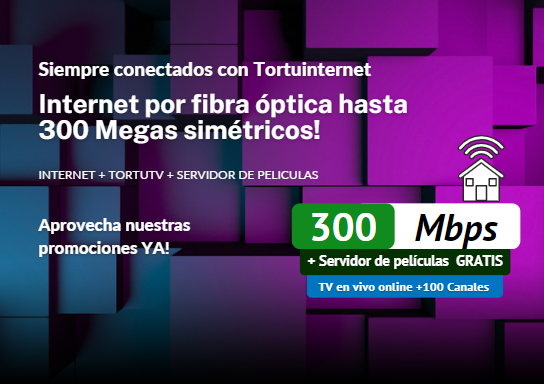 Siempre conectados con Tortuinternet
Internet por fibra óptica hasta
300 Megas simétricos!
INTERNET + TORTUTV + SERVIDOR DE PELICULAS
Aprovecha nuestras
promociones YA!
300 Mbps
+ Servidor de películas GRATIS
TV en vivo online +100 Canales